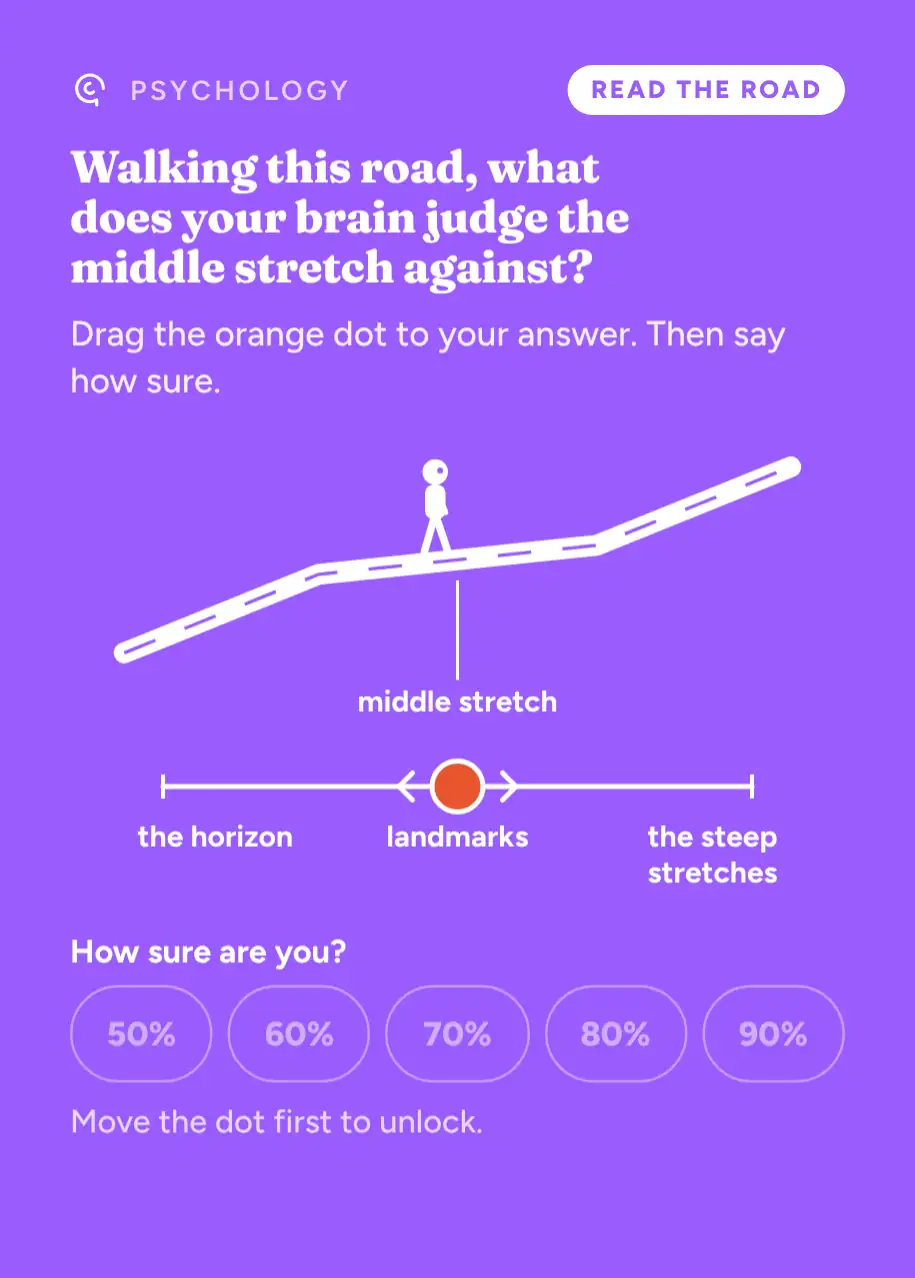 PSYCHOLOGY
READ THE ROAD
Walking this road, what
does your brain judge the
middle stretch against?
Drag the orange dot to your answer. Then say
how sure.
middle stretch
the horizon
landmarks
the steep
stretches
How sure are you?
50%
60%
70%
80%
90%
Move the dot first to unlock.